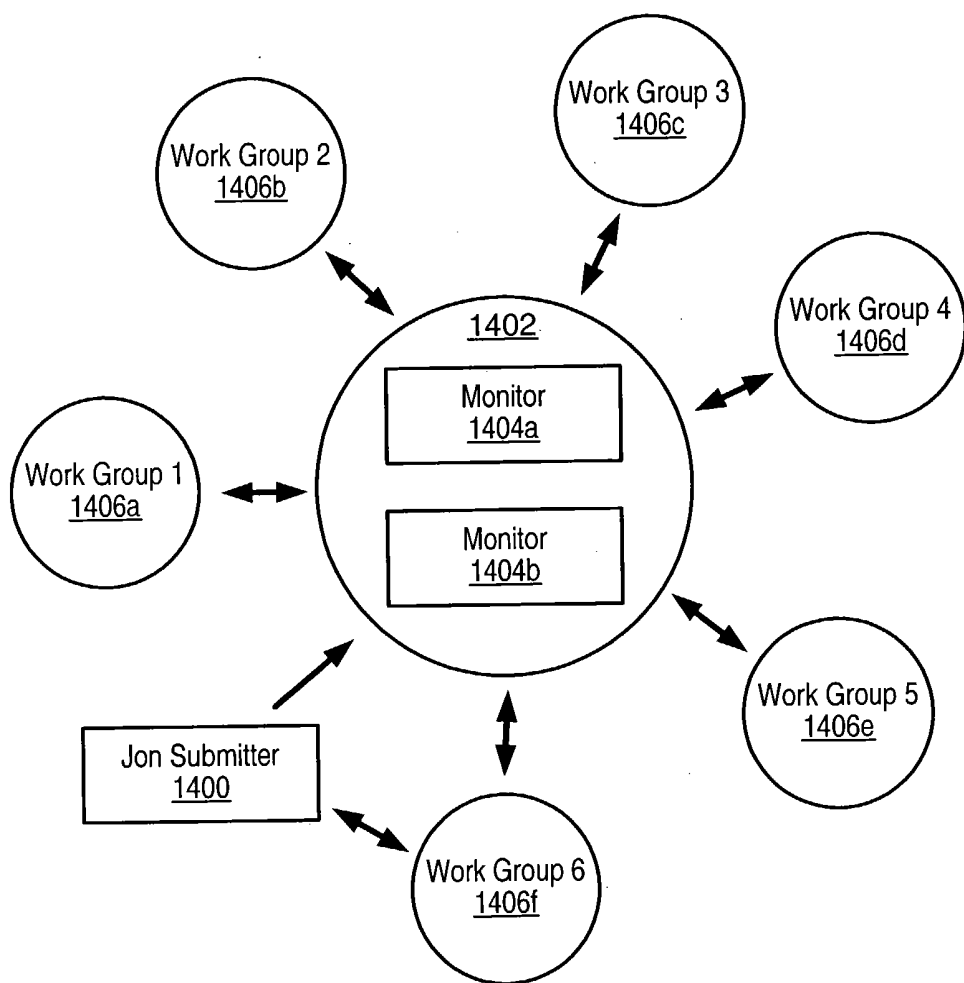 Work Group 3
1406c
Work Group 2
1406b
Work Group 4
1406d
1402
Monitor
1404a
Work Group 1
1406a
Monitor
1404b
Work Group 5
1406e
Jon Submitter
1400
Work Group 6
1406f